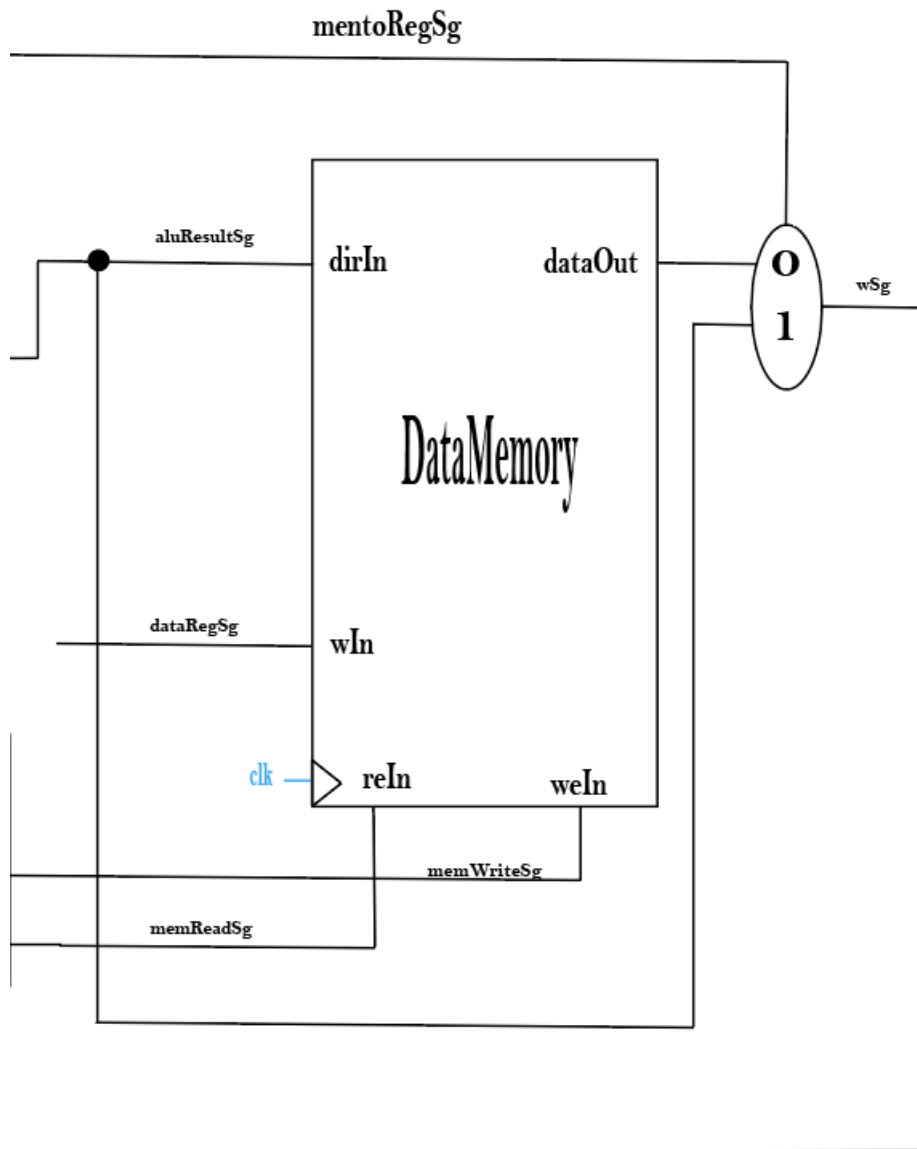 mentoRegSg
aluResultSg
dirIn
dataOut
0
wSg
1
DataMemory
dataRegSg
wIn
clk
reIn
weIn
memWriteSg
memReadSg